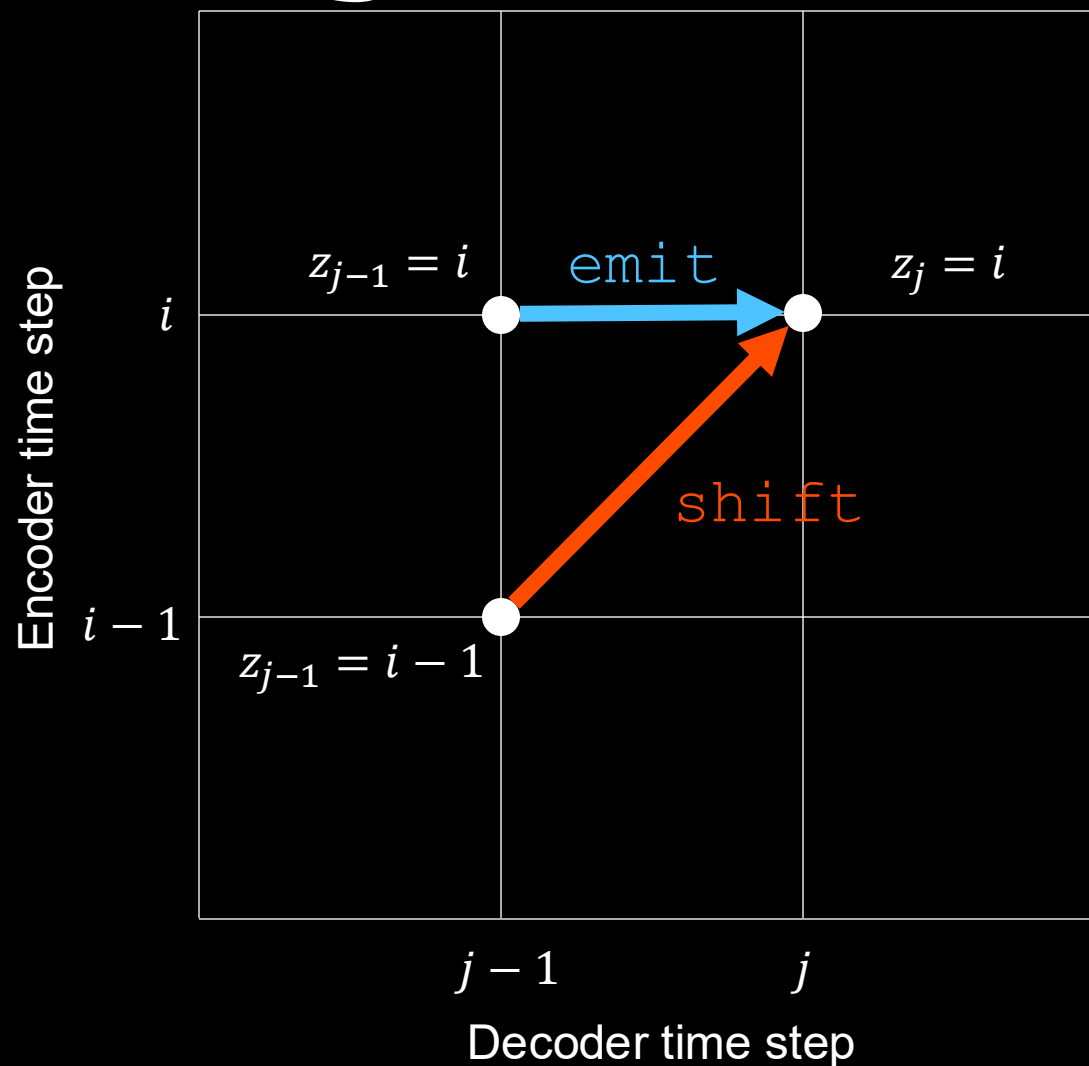 z_{j−1} = i
emit
z_j = i
i
Encoder time step
shift
i − 1
z_{j−1} = i − 1
j − 1
j
Decoder time step